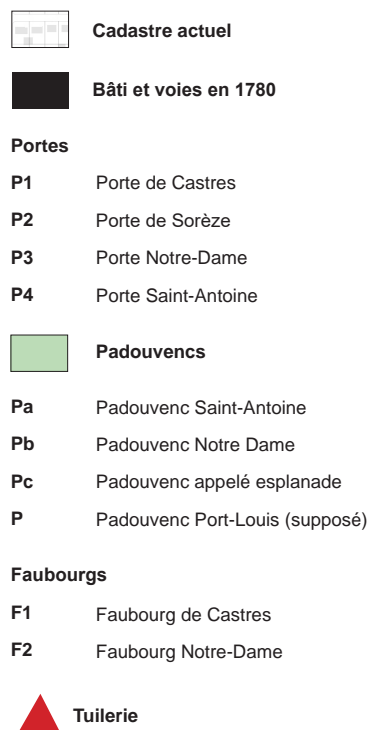 Cadastre actuel
Bâti et voies en 1780
Portes
P1 Porte de Castres
P2 Porte de Sorèze
P3 Porte Notre-Dame
P4 Porte Saint-Antoine
Padouvencs
Pa Padouvenc Saint-Antoine
Pb Padouvenc Notre Dame
Pc Padouvenc appelé esplanade
P Padouvenc Port-Louis (supposé)
Faubourgs
F1 Faubourg de Castres
F2 Faubourg Notre-Dame
Tuilerie